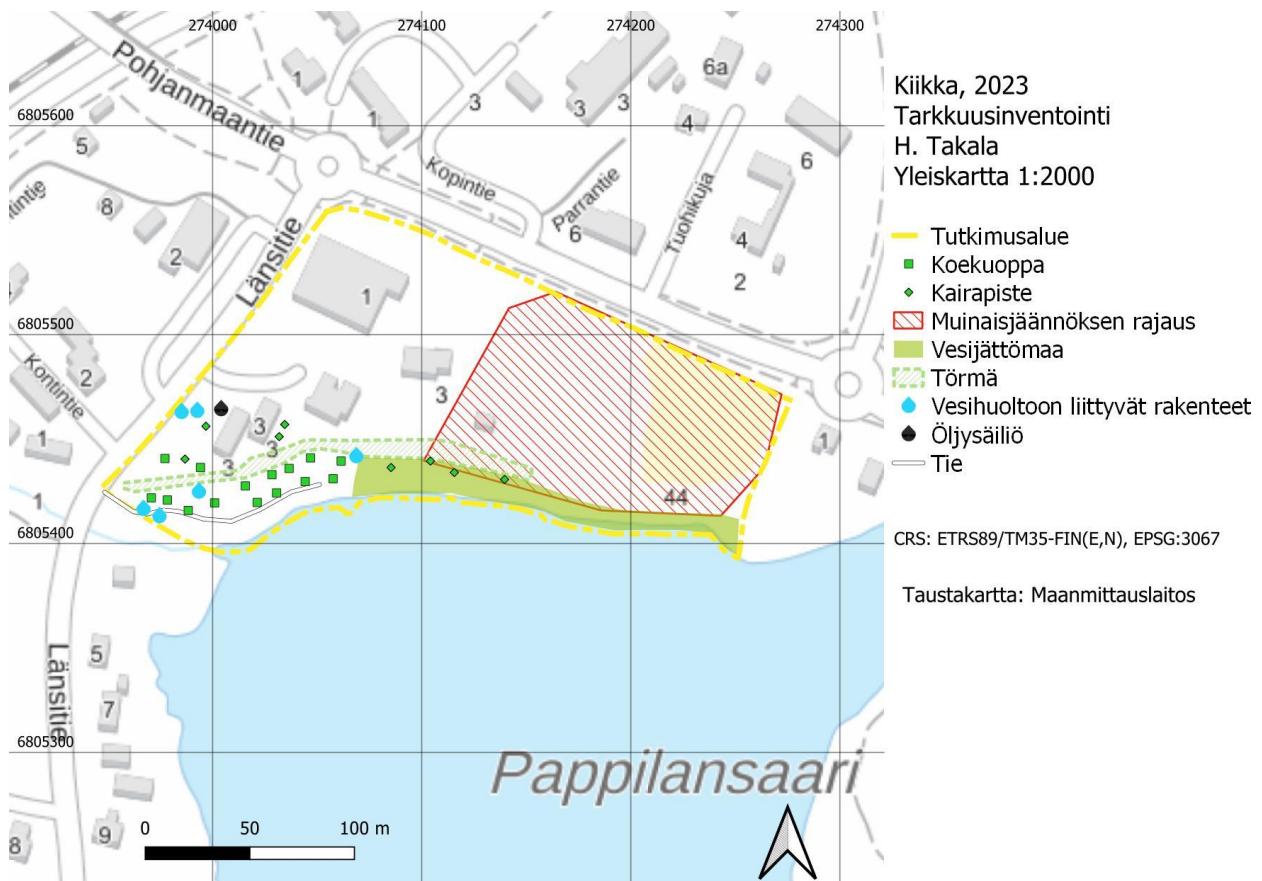 274000 274100 274200 274300
Pohjanmaantie
1
3
6a
3
3
4
6805600
1
5
Kopintie
6
Parrantie
intie
8
6
Tuohikuja
4
2
Länsitie
2
1
6805500
Kontintie
2
3
3
3
3
1
1
1
44
6805400
5
Länsitie
7
6805300
Pappilansaari
0 50 100 m
9
8
Kiikka, 2023
Tarkkuusinventointi
H. Takala
Yleiskartta 1:2000
Tutkimusalue
Koekuoppa
Kairapiste
Muinaisjäännöksen rajaus
Vesijättömaa
Törmä
Vesihuoltoon liittyvät rakenteet
Öljysäiliö
Tie
CRS: ETRS89/TM35-FIN(E,N), EPSG:3067
Taustakartta: Maanmittauslaitos